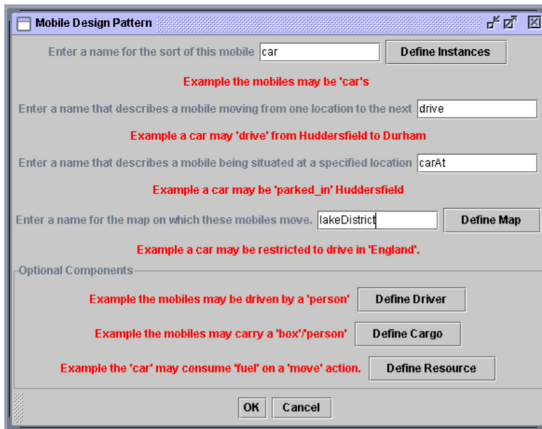 Mobile Design Pattern
Enter a name for the sort of this mobile car Define Instances
Example the mobiles may be 'car's
Enter a name that describes a mobile moving from one location to the next drive
Example a car may 'drive' from Huddersfield to Durham
Enter a name that describes a mobile being situated at a specified location carAt
Example a car may be 'parked_in' Huddersfield
Enter a name for the map on which these mobiles move. lakeDistrict Define Map
Example a car may be restricted to drive in 'England'.
Optional Components
Example the mobiles may be driven by a 'person' Define Driver
Example the mobiles may carry a 'box'/'person' Define Cargo
Example the 'car' may consume 'fuel' on a 'move' action. Define Resource
OK Cancel